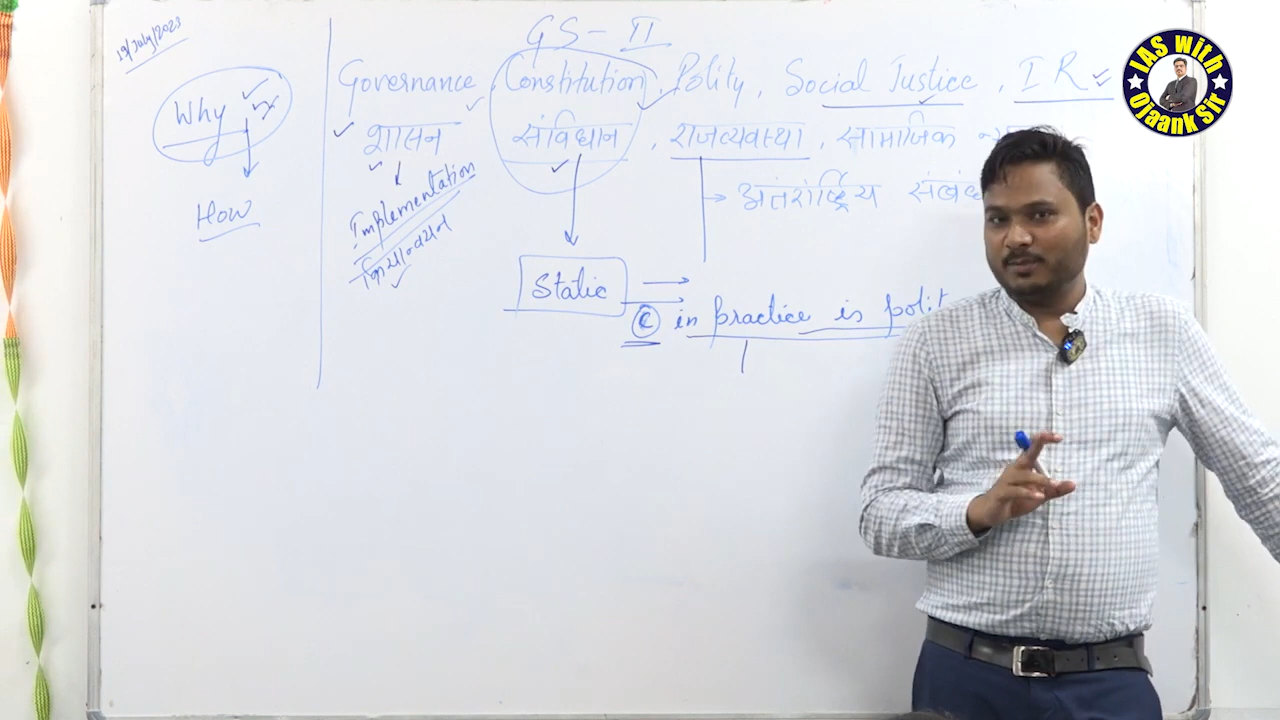 19/July/2023
GS - II
Governance, Constitution, Polity, Social Justice, IR
शासन संविधान, राजव्यवस्था, सामाजिक
अंतर्राष्ट्रीय संबंध
Why
How
Implementation
Static
C in practice is polit
IAS With
Ojaank Sir